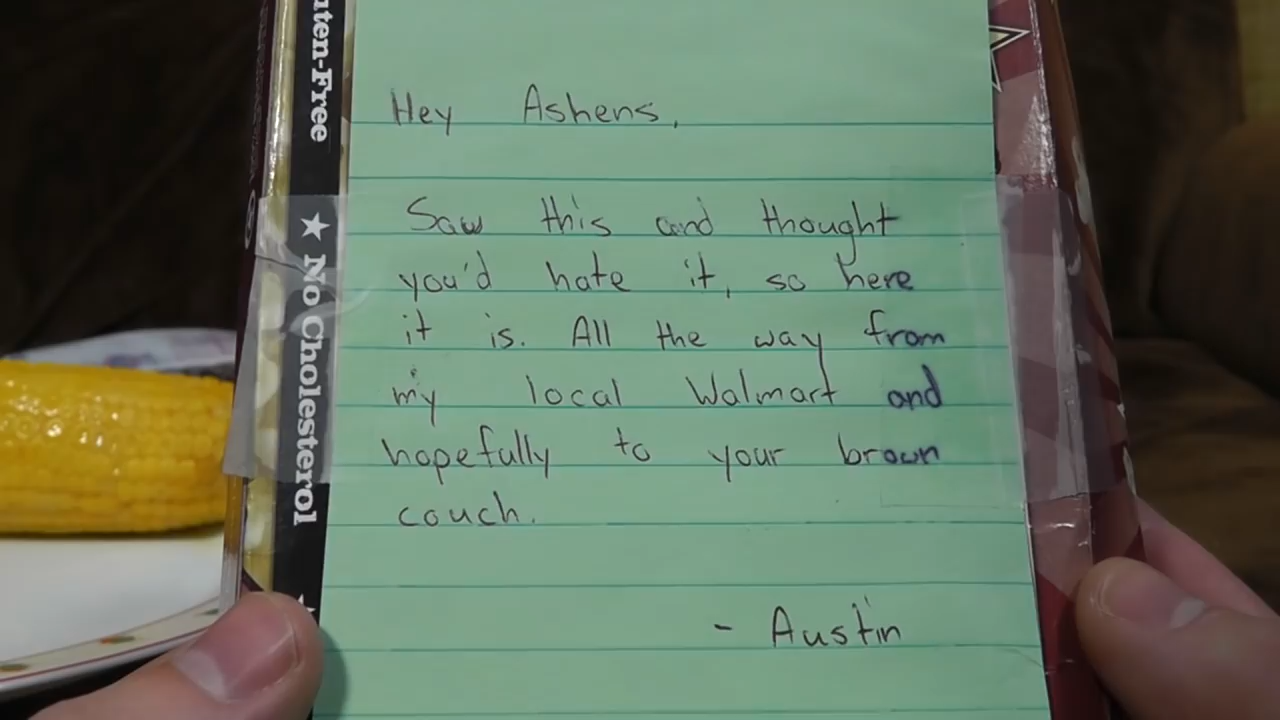 uten-Free
★ No Cholesterol
Hey Ashens,
Saw this and thought
you'd hate it, so here
it is. All the way from
my local Walmart and
hopefully to your brown
couch.
- Austin